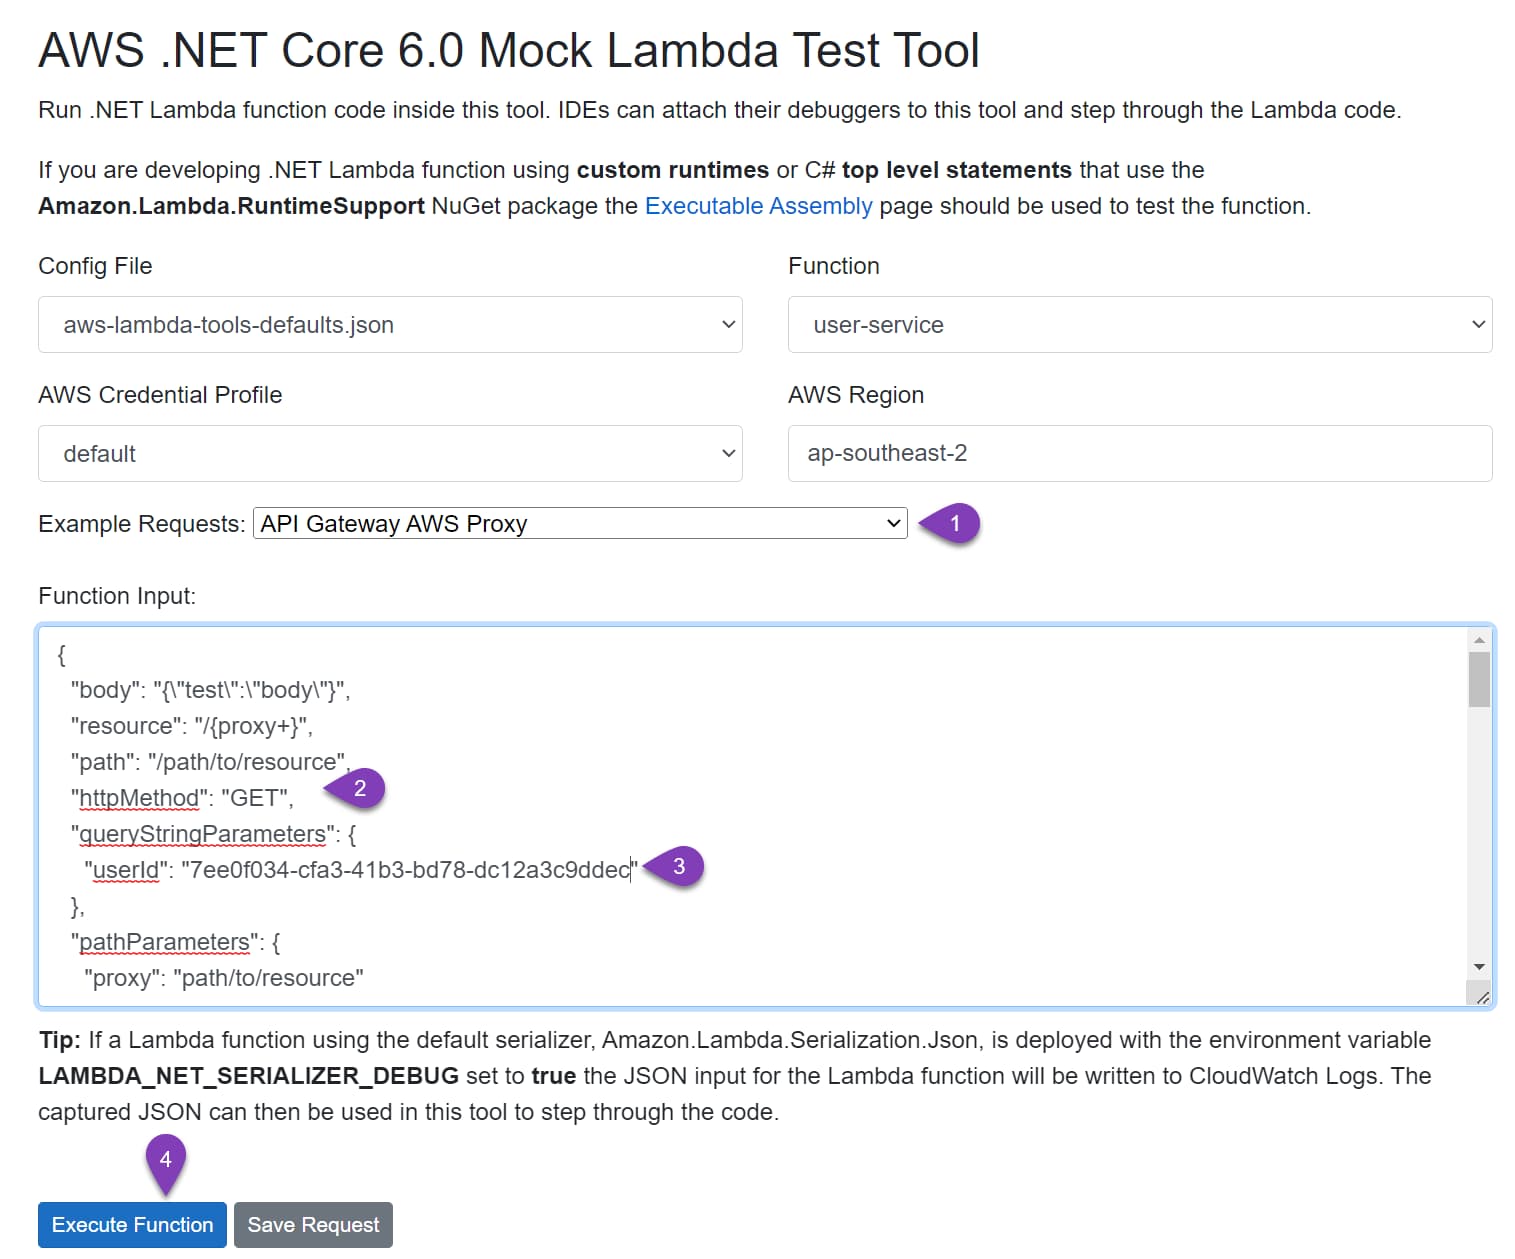 AWS .NET Core 6.0 Mock Lambda Test Tool
Run .NET Lambda function code inside this tool. IDEs can attach their debuggers to this tool and step through the Lambda code.
If you are developing .NET Lambda function using custom runtimes or C# top level statements that use the
Amazon.Lambda.RuntimeSupport NuGet package the Executable Assembly page should be used to test the function.
Config File
aws-lambda-tools-defaults.json
Function
user-service
AWS Credential Profile
default
AWS Region
ap-southeast-2
Example Requests: API Gateway AWS Proxy
1
Function Input:
{
"body": "{\"test\":\"body\"}",
"resource": "/{proxy+}",
"path": "/path/to/resource",
"httpMethod": "GET",
2
"queryStringParameters": {
"userId": "7ee0f034-cfa3-41b3-bd78-dc12a3c9ddec"
3
},
"pathParameters": {
"proxy": "path/to/resource"
Tip: If a Lambda function using the default serializer, Amazon.Lambda.Serialization.Json, is deployed with the environment variable
LAMBDA_NET_SERIALIZER_DEBUG set to true the JSON input for the Lambda function will be written to CloudWatch Logs. The
captured JSON can then be used in this tool to step through the code.
4
Execute Function
Save Request